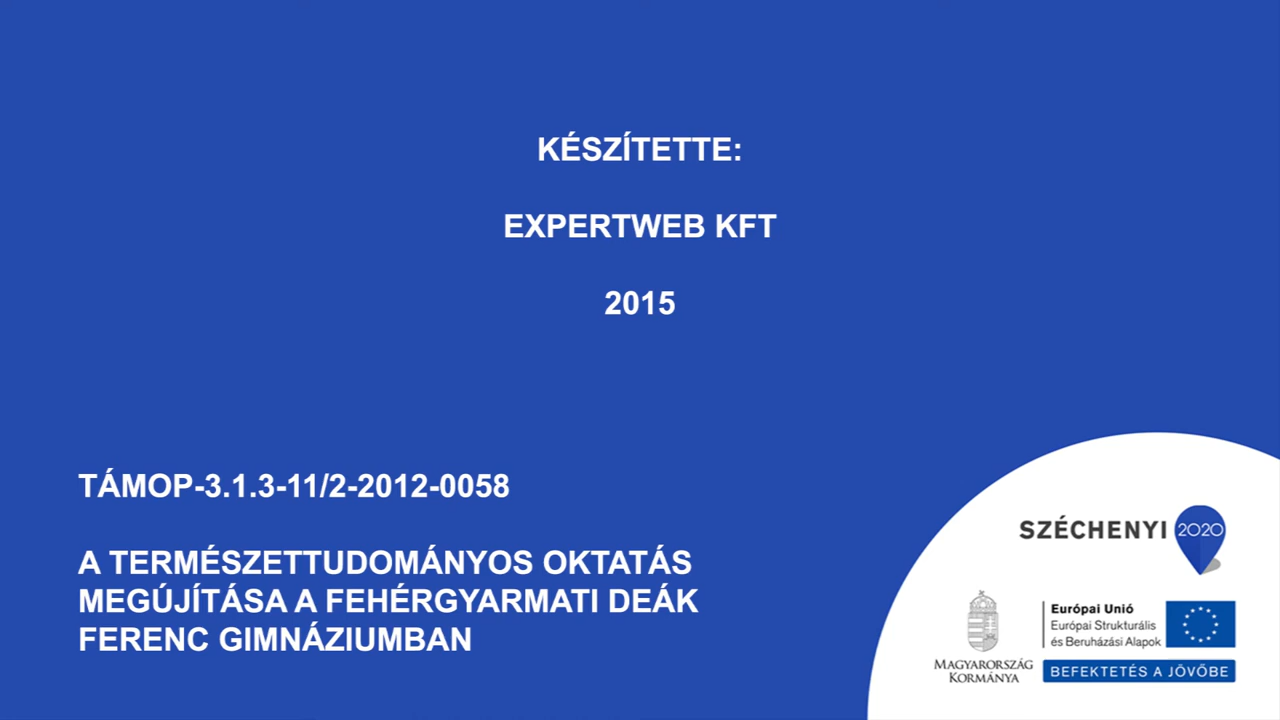 KÉSZÍTETTE:
EXPERTWEB KFT
2015
TÁMOP-3.1.3-11/2-2012-0058
A TERMÉSZETTUDOMÁNYOS OKTATÁS
MEGÚJÍTÁSA A FEHÉRGYARMATI DEÁK
FERENC GIMNÁZIUMBAN
SZÉCHENYI 2020
MAGYARORSZÁG
KORMÁNYA
Európai Unió
Európai Strukturális
és Beruházási Alapok
BEFEKTETÉS A JÖVŐBE